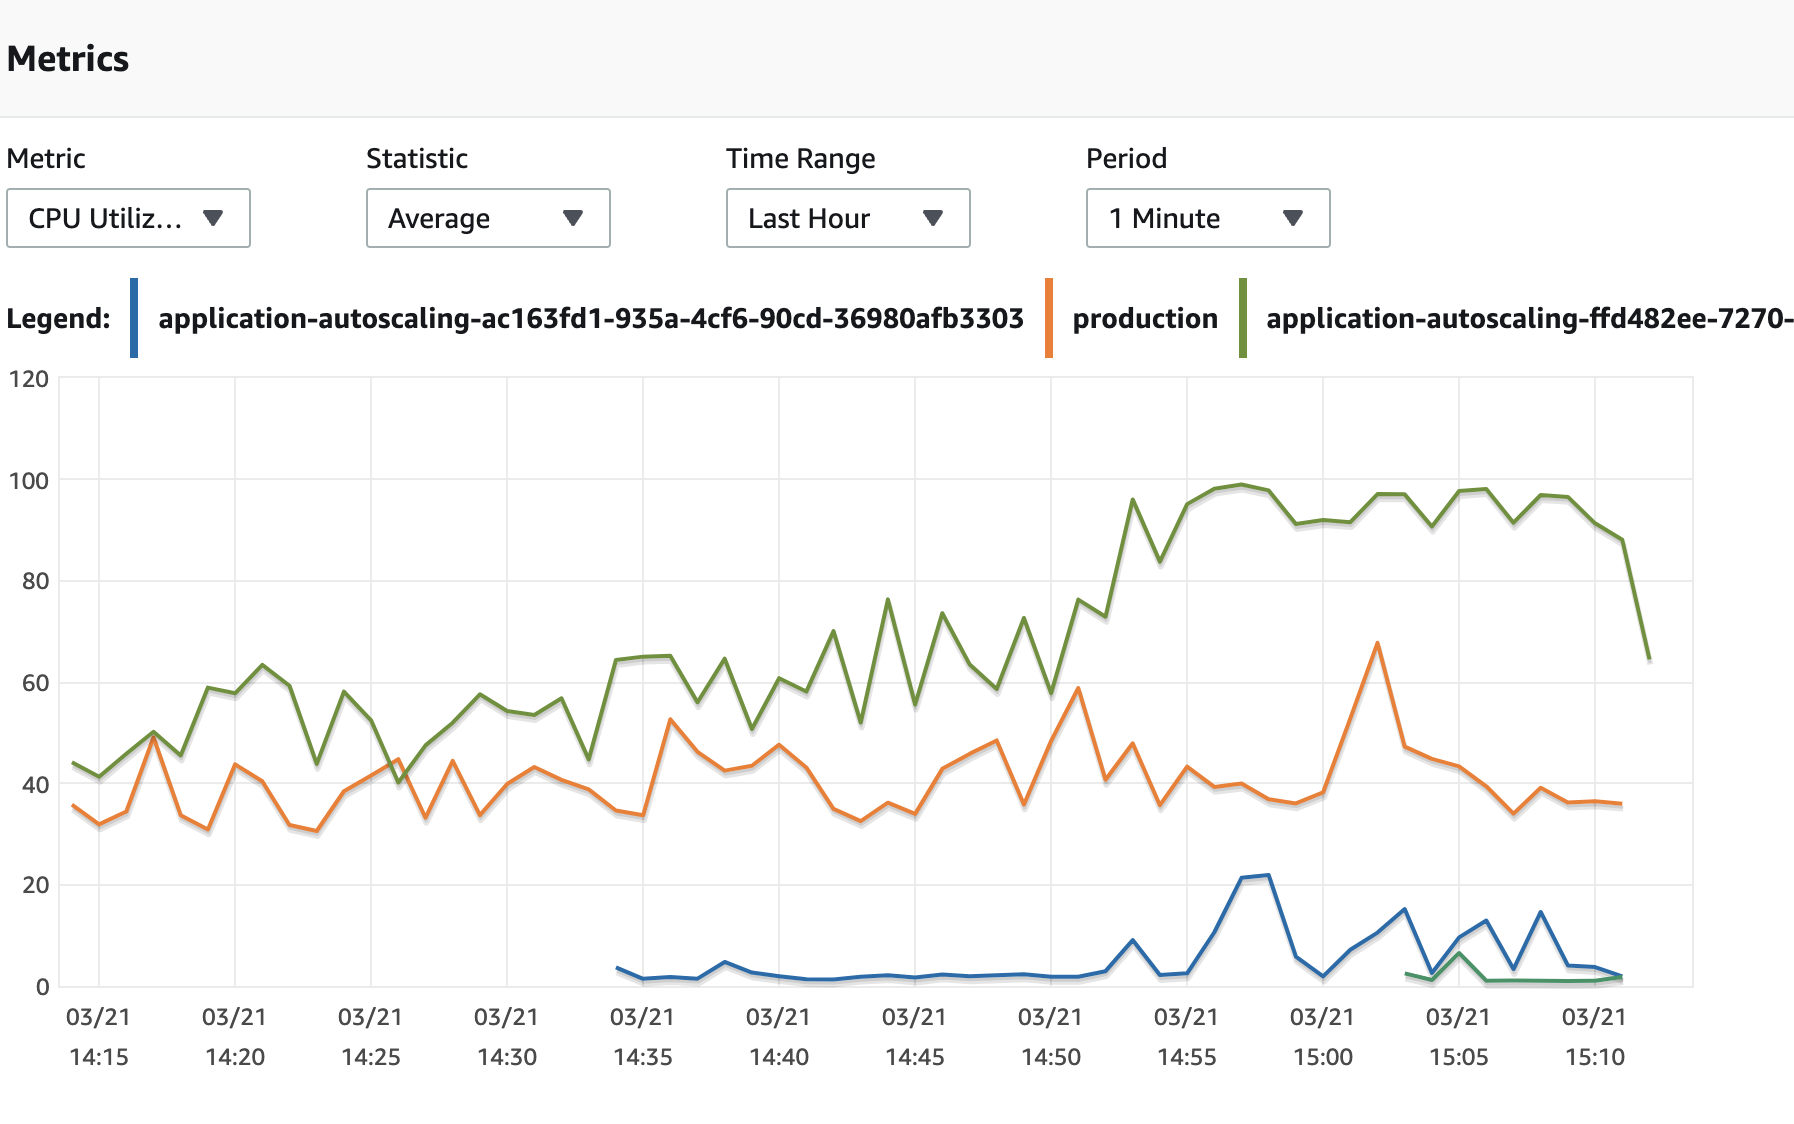 Metrics
Metric Statistic Time Range Period
CPU Utiliz... Average Last Hour 1 Minute
Legend: application-autoscaling-ac163fd1-935a-4cf6-90cd-36980afb3303 production application-autoscaling-ffd482ee-7270-
120
100
80
60
40
20
0
03/21 03/21 03/21 03/21 03/21 03/21 03/21 03/21 03/21 03/21 03/21 03/21
14:15 14:20 14:25 14:30 14:35 14:40 14:45 14:50 14:55 15:00 15:05 15:10